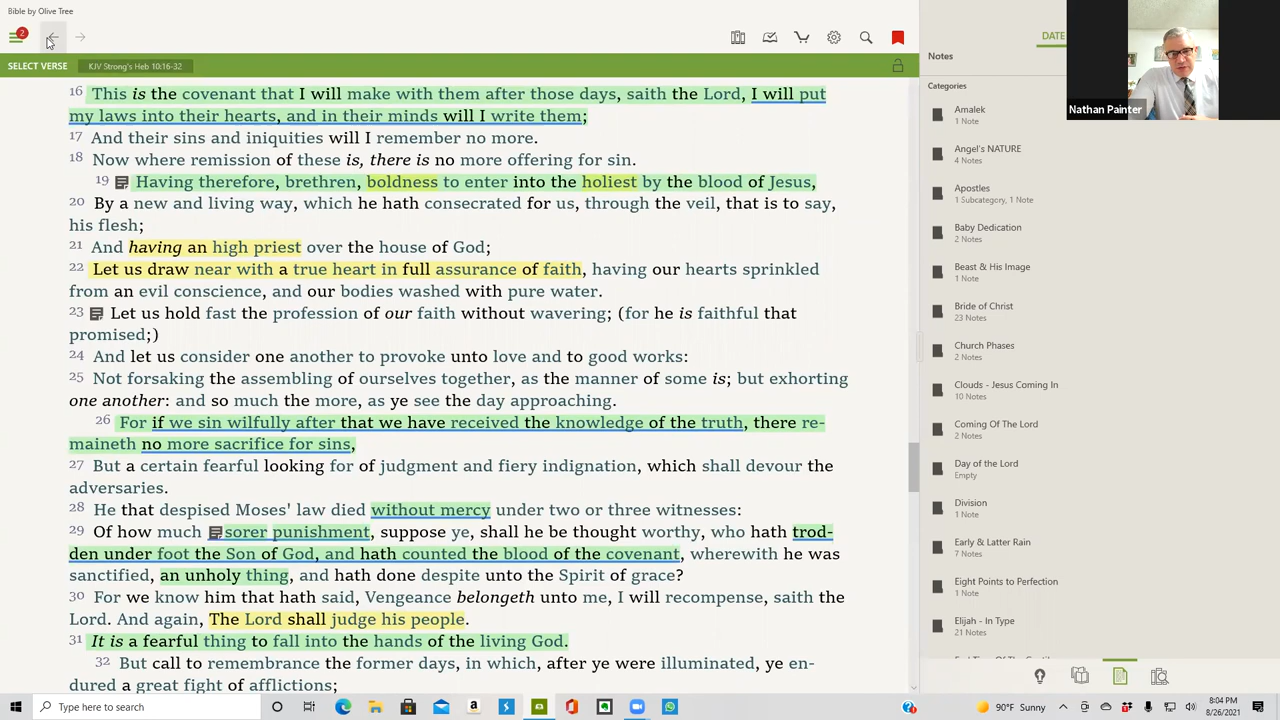 Bible by Olive Tree
2
SELECT VERSE
KJV Strong's Heb 10:16-32
16 This is the covenant that I will make with them after those days, saith the Lord, I will put
my laws into their hearts, and in their minds will I write them;
17 And their sins and iniquities will I remember no more.
18 Now where remission of these is, there is no more offering for sin.
19 Having therefore, brethren, boldness to enter into the holiest by the blood of Jesus,
20 By a new and living way, which he hath consecrated for us, through the veil, that is to say,
his flesh;
21 And having an high priest over the house of God;
22 Let us draw near with a true heart in full assurance of faith, having our hearts sprinkled
from an evil conscience, and our bodies washed with pure water.
23 Let us hold fast the profession of our faith without wavering; (for he is faithful that
promised;)
24 And let us consider one another to provoke unto love and to good works:
25 Not forsaking the assembling of ourselves together, as the manner of some is; but exhorting
one another: and so much the more, as ye see the day approaching.
26 For if we sin wilfully after that we have received the knowledge of the truth, there re-
maineth no more sacrifice for sins,
27 But a certain fearful looking for of judgment and fiery indignation, which shall devour the
adversaries.
28 He that despised Moses' law died without mercy under two or three witnesses:
29 Of how much sorer punishment, suppose ye, shall he be thought worthy, who hath trod-
den under foot the Son of God, and hath counted the blood of the covenant, wherewith he was
sanctified, an unholy thing, and hath done despite unto the Spirit of grace?
30 For we know him that hath said, Vengeance belongeth unto me, I will recompense, saith the
Lord. And again, The Lord shall judge his people.
31 It is a fearful thing to fall into the hands of the living God.
32 But call to remembrance the former days, in which, after ye were illuminated, ye en-
dured a great fight of afflictions;
DATE
Notes
Categories
Amalek
1 Note
Angel's NATURE
4 Notes
Apostles
1 Subcategory, 1 Note
Baby Dedication
2 Notes
Beast & His Image
1 Note
Bride of Christ
23 Notes
Church Phases
2 Notes
Clouds - Jesus Coming In
10 Notes
Coming Of The Lord
2 Notes
Day of the Lord
Empty
Division
1 Note
Early & Latter Rain
7 Notes
Eight Points to Perfection
1 Note
Elijah - In Type
21 Notes
Nathan Painter
Type here to search
90°F Sunny
8:04 PM
8/26/2021